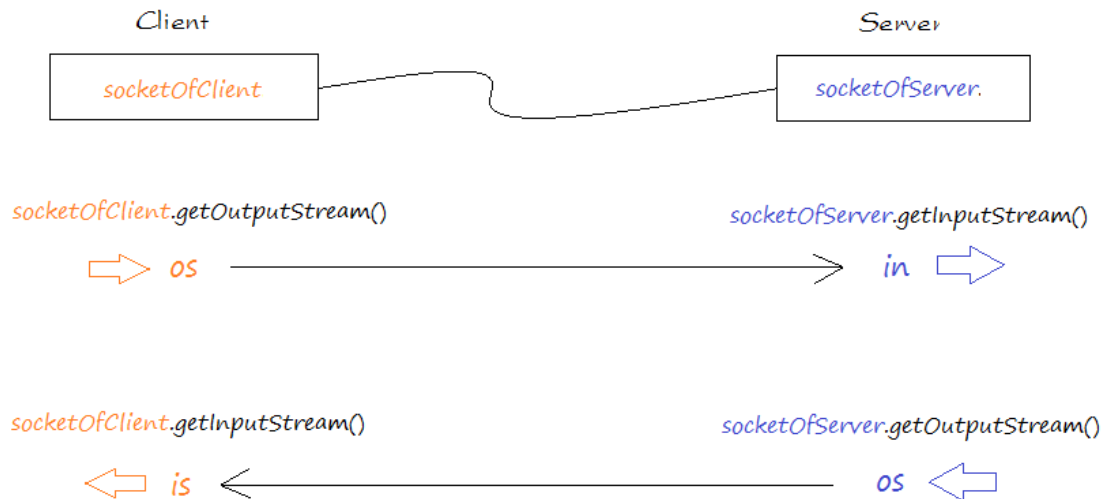 Client
Server
socketOfClient
socketOfServer.
socketOfClient.getOutputStream()
socketOfServer.getInputStream()
os
in
socketOfClient.getInputStream()
socketOfServer.getOutputStream()
is
os